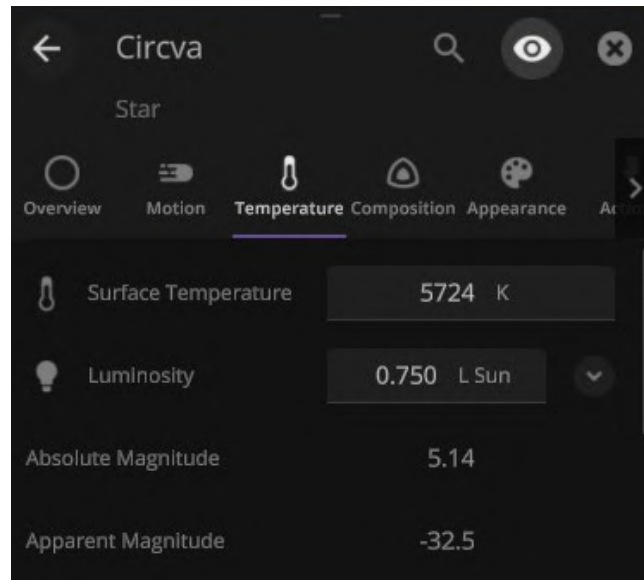 Circva
Star
Overview Motion Temperature Composition Appearance
Surface Temperature 5724 K
Luminosity 0.750 L Sun
Absolute Magnitude 5.14
Apparent Magnitude -32.5